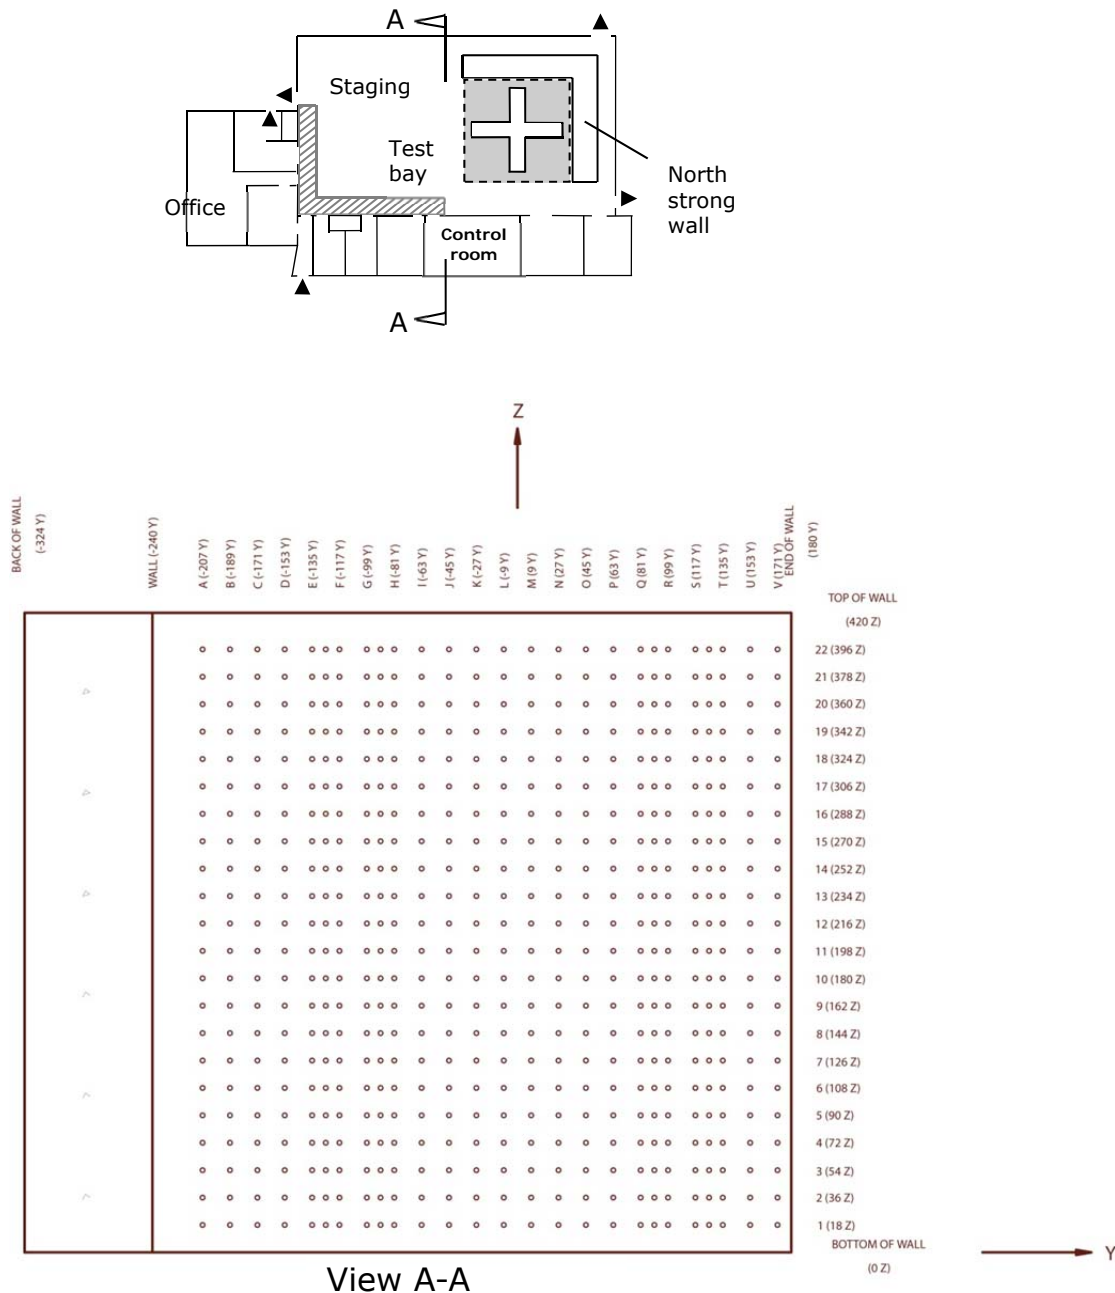 A
Staging
Test
bay
North
strong
wall
Office
Control
room
A
Z
BACK OF WALL
(-324 Y)
WALL (-240 Y)
A (-207 Y)
B (-189 Y)
C (-171 Y)
D (-153 Y)
E (-135 Y)
F (-117 Y)
G (-99 Y)
H (-81 Y)
I (-63 Y)
J (-45 Y)
K (-27 Y)
L (-9 Y)
M (9 Y)
N (27 Y)
O (45 Y)
P (63 Y)
Q (81 Y)
R (99 Y)
S (117 Y)
T (135 Y)
U (153 Y)
V (171 Y)
END OF WALL
(180 Y)
TOP OF WALL
(420 Z)
22 (396 Z)
21 (378 Z)
20 (360 Z)
19 (342 Z)
18 (324 Z)
17 (306 Z)
16 (288 Z)
15 (270 Z)
14 (252 Z)
13 (234 Z)
12 (216 Z)
11 (198 Z)
10 (180 Z)
9 (162 Z)
8 (144 Z)
7 (126 Z)
6 (108 Z)
5 (90 Z)
4 (72 Z)
3 (54 Z)
2 (36 Z)
1 (18 Z)
BOTTOM OF WALL
(0 Z)
Y
View A-A